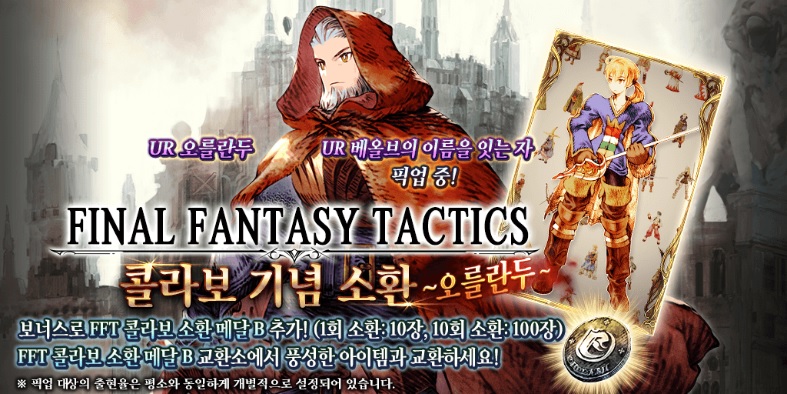 UR 오를란두
UR 베올브의 이름을 잇는 자
픽업 중!
FINAL FANTASY TACTICS
콜라보 기념 소환 ~오를란두~
보너스로 FFT 콜라보 소환 메달 B 추가! (1회 소환: 10장, 10회 소환: 100장)
FFT 콜라보 소환 메달 B 교환소에서 풍성한 아이템과 교환하세요!
※ 픽업 대상의 출현율은 평소와 동일하게 개별적으로 설정되어 있습니다.